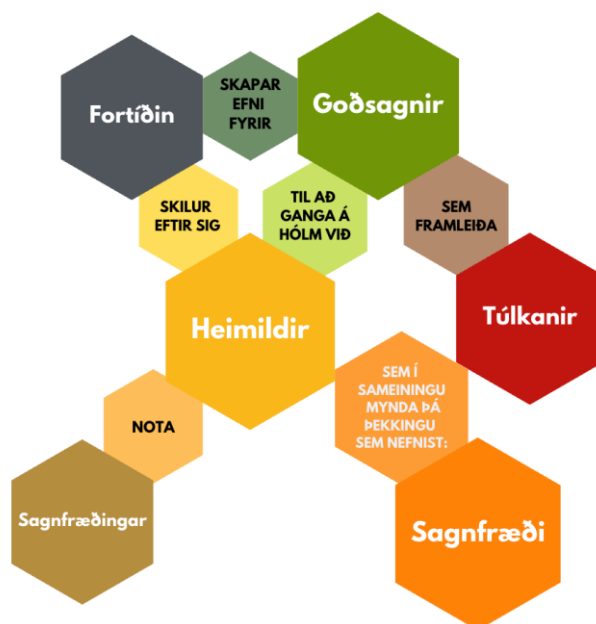 Fortíðin
SKAPAR
EFNI
FYRIR
Goðsagnir
SKILUR
EFTIR SIG
TIL AÐ
GANGA Á
HÓLM VIÐ
SEM
FRAMLEIÐA
Heimildir
Túlkanir
SEM Í
SAMEININGU
MYNDA ÞÁ
ÞEKKINGU
SEM NEFNIST:
NOTA
Sagnfræðingar
Sagnfræði